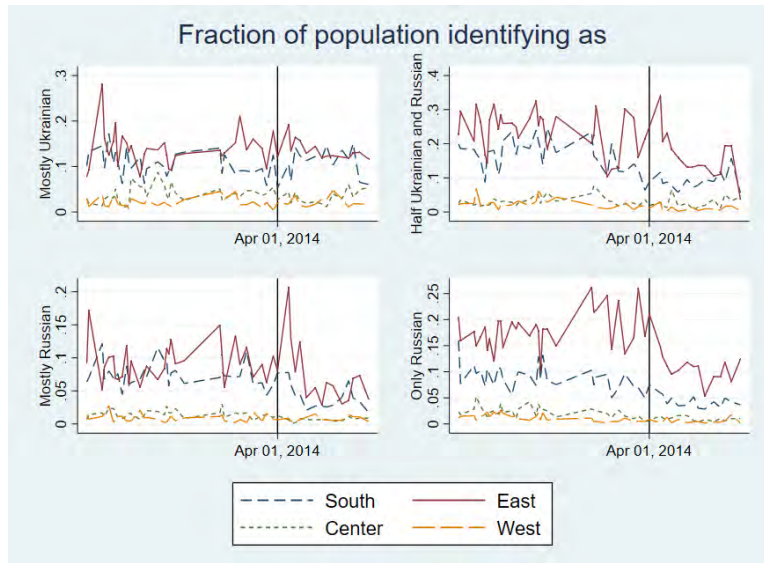 Fraction of population identifying as
Mostly Ukrainian
.3
.2
.1
0
Apr 01, 2014
Half Ukrainian and Russian
.4
.3
.2
.1
0
Apr 01, 2014
Mostly Russian
.2
.15
.1
.05
0
Apr 01, 2014
Only Russian
.25
.2
.15
.1
.05
0
Apr 01, 2014
South East
Center West